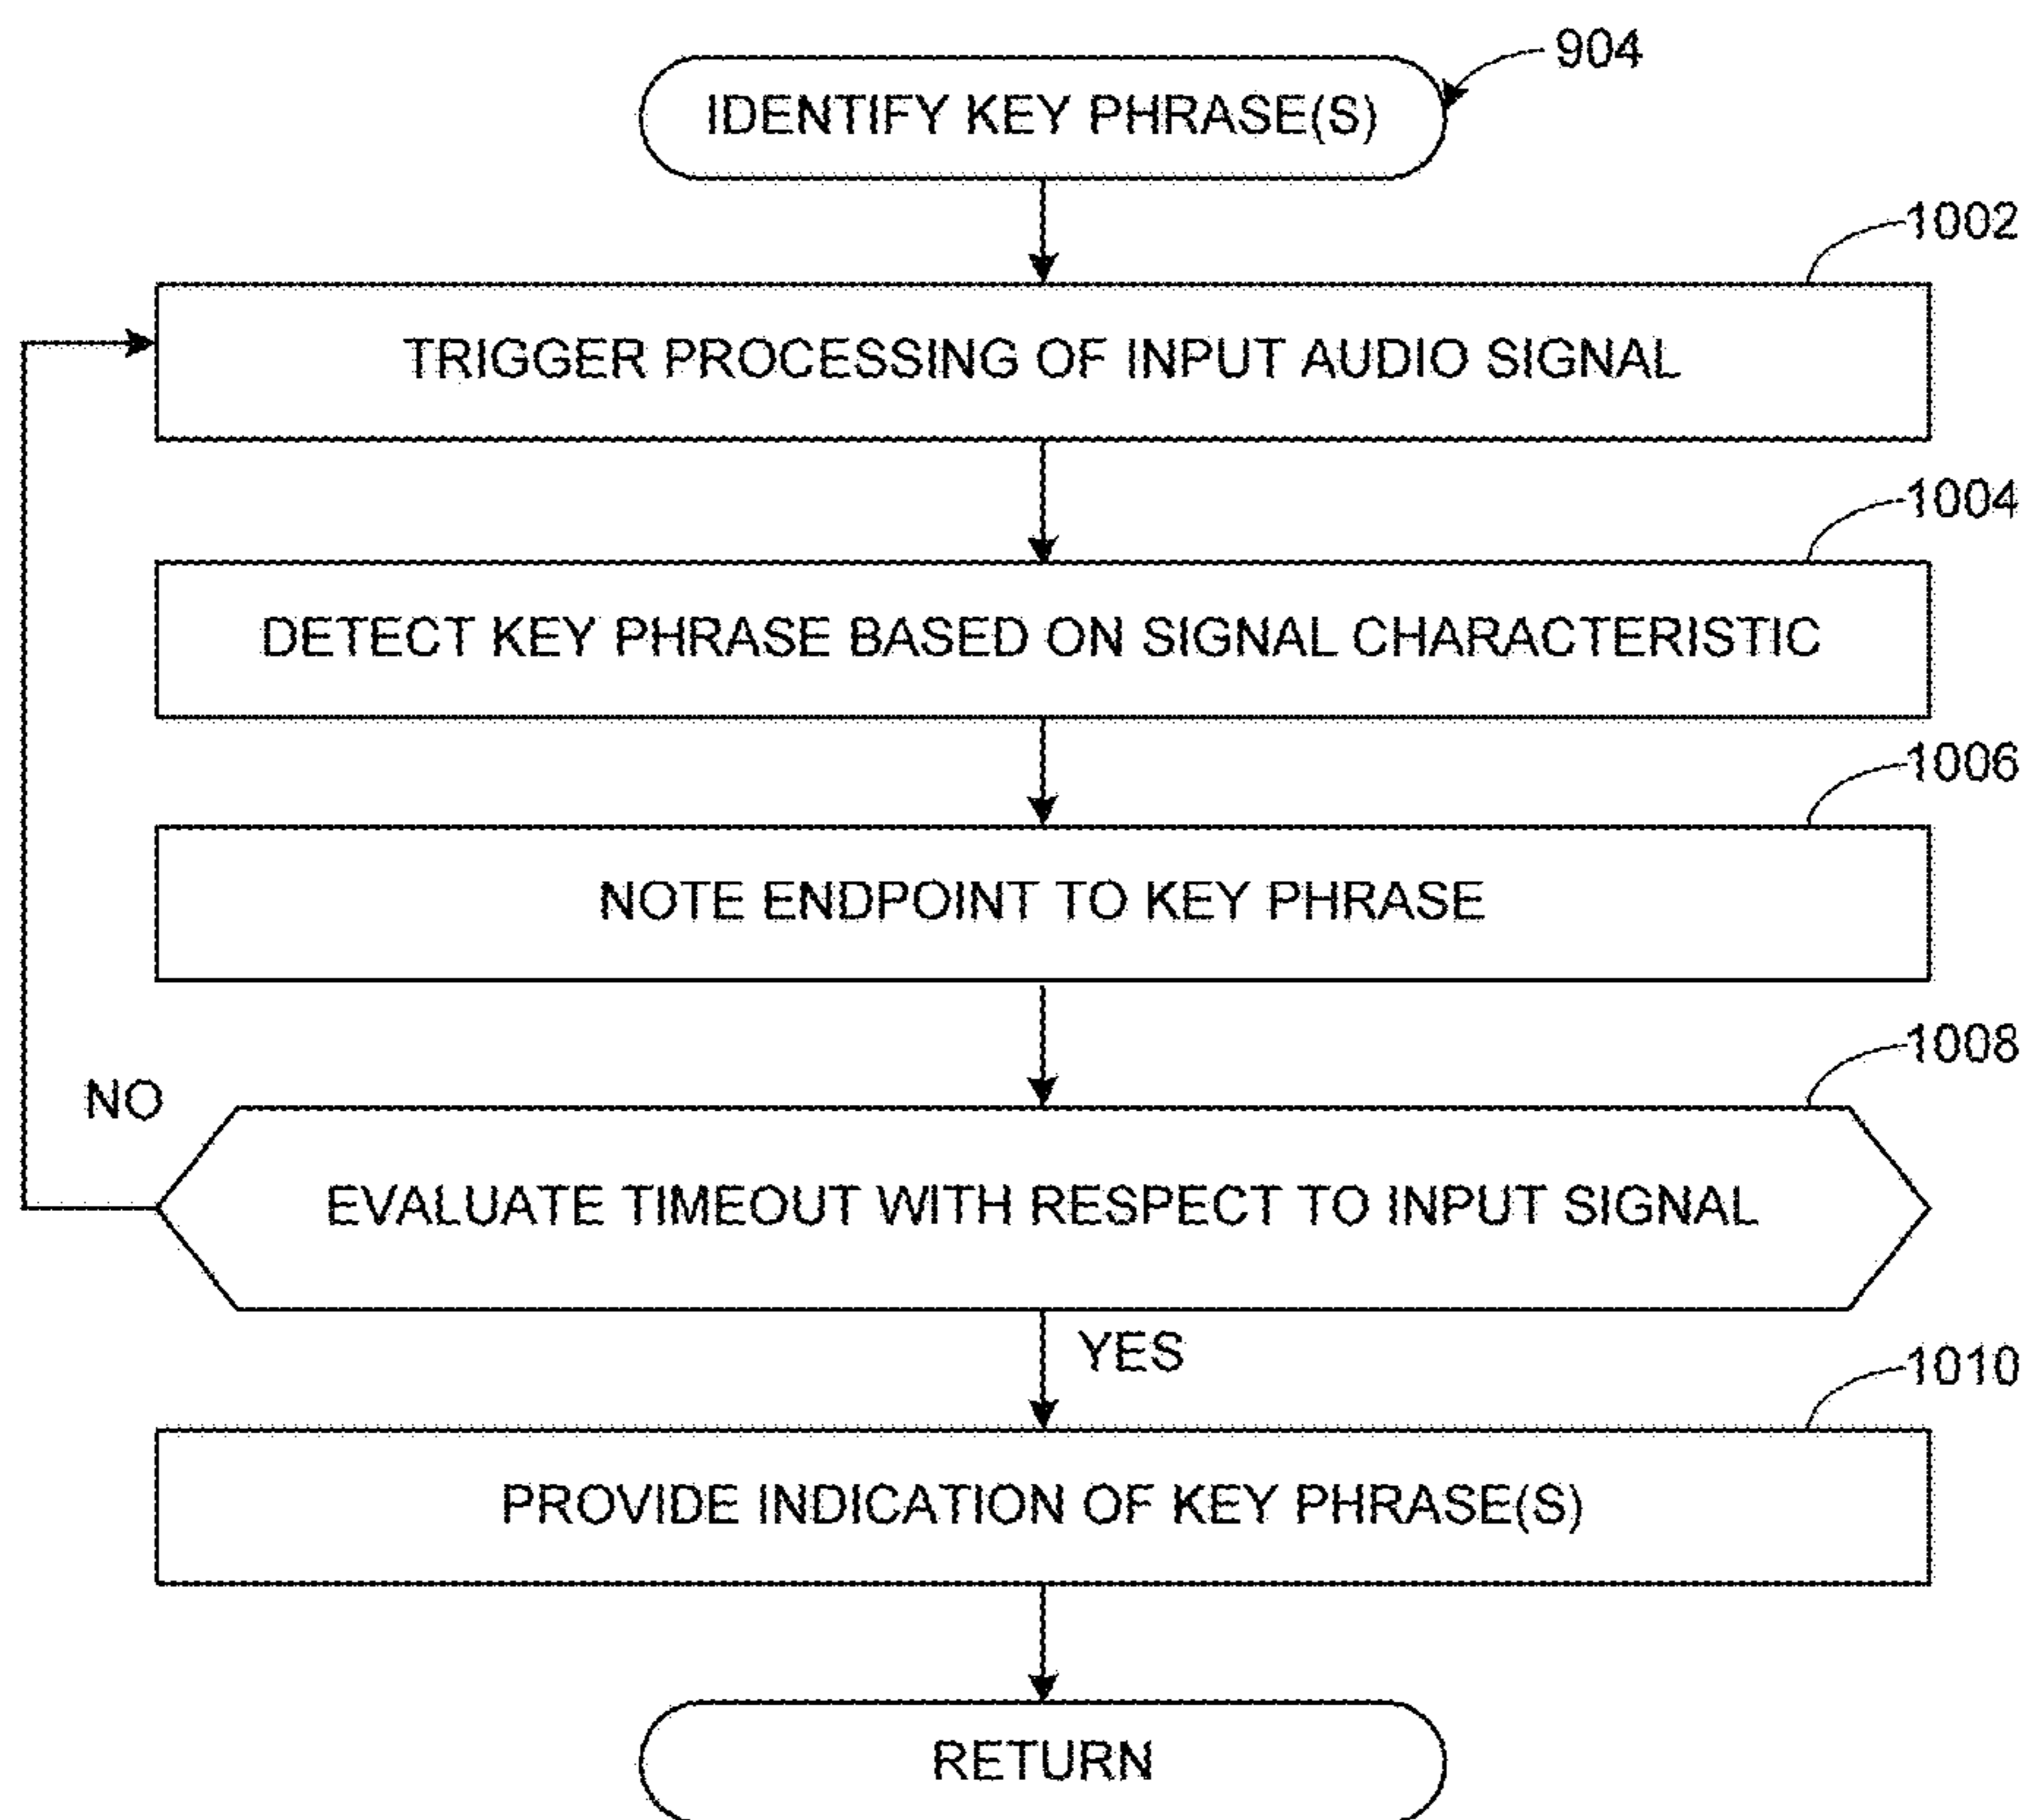 904
IDENTIFY KEY PHRASE(S)
1002
TRIGGER PROCESSING OF INPUT AUDIO SIGNAL
1004
DETECT KEY PHRASE BASED ON SIGNAL CHARACTERISTIC
1006
NOTE ENDPOINT TO KEY PHRASE
1008
NO
EVALUATE TIMEOUT WITH RESPECT TO INPUT SIGNAL
YES
1010
PROVIDE INDICATION OF KEY PHRASE(S)
RETURN